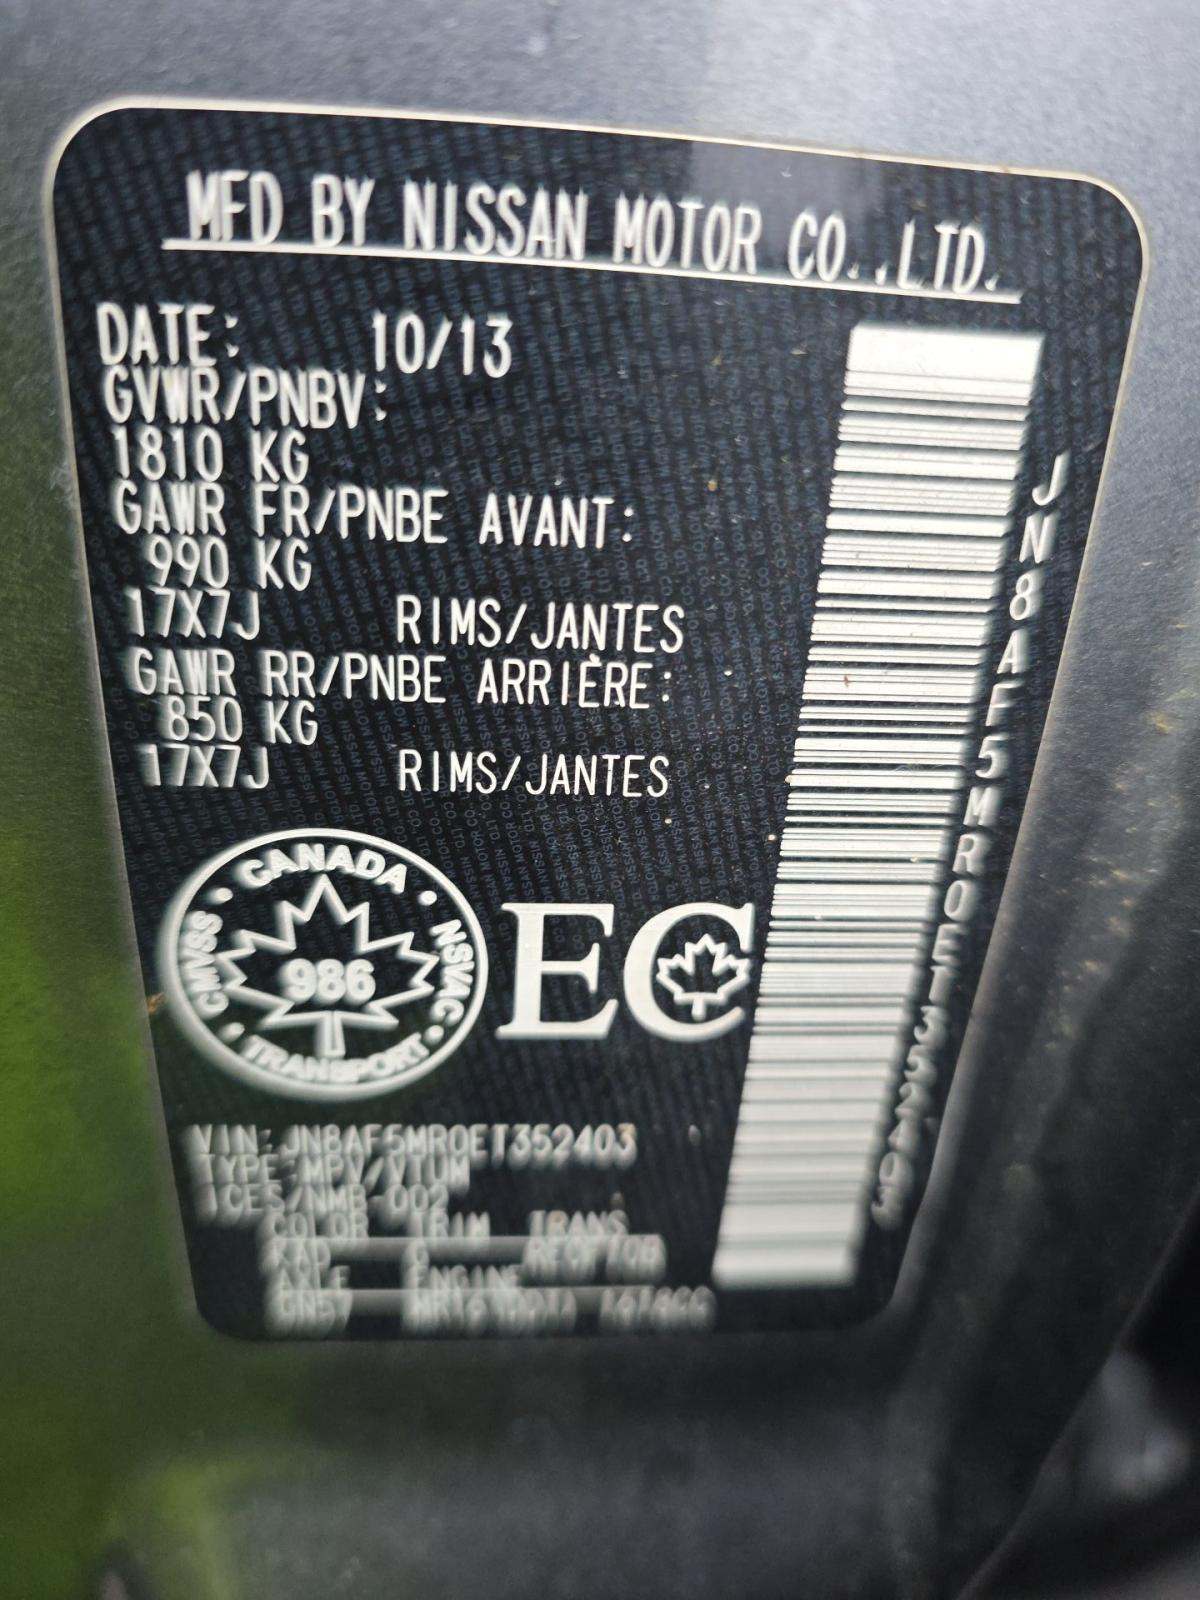 MFD BY NISSAN MOTOR CO.,LTD.
DATE: 10/13
GVWR/PNBV:
1810 KG
GAWR FR/PNBE AVANT:
990 KG
17X7J RIMS/JANTES
GAWR RR/PNBE ARRIÈRE:
850 KG
17X7J RIMS/JANTES
CANADA
CMVSS NSVAC
986
TRANSPORT
EC
VIN:JN8AF5MR0ET352403
TYPE:MPV/VTUM
ICES/NMB-002
COLOR TRIM TRANS
KAD G
AXLE ENGINE
JN8AF5MR0ET352403